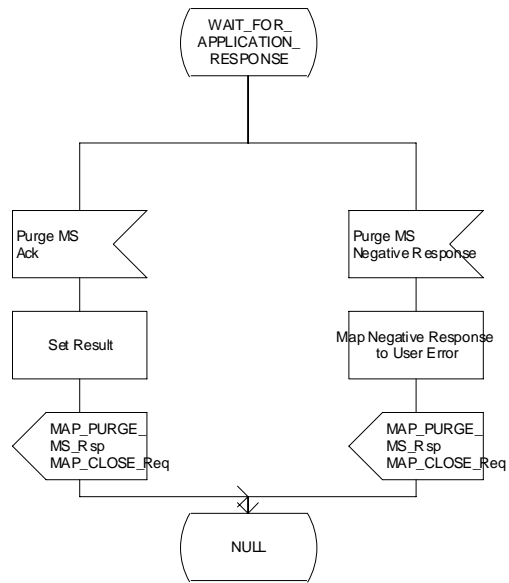 WAIT_FOR_
APPLICATION_
RESPONSE
Purge MS
Ack
Purge MS
Negative Response
Set Result
Map Negative Response
to User Error
MAP_PURGE_
MS_Rsp
MAP_CLOSE_Req
MAP_PURGE_
MS_Rsp
MAP_CLOSE_Req
NULL